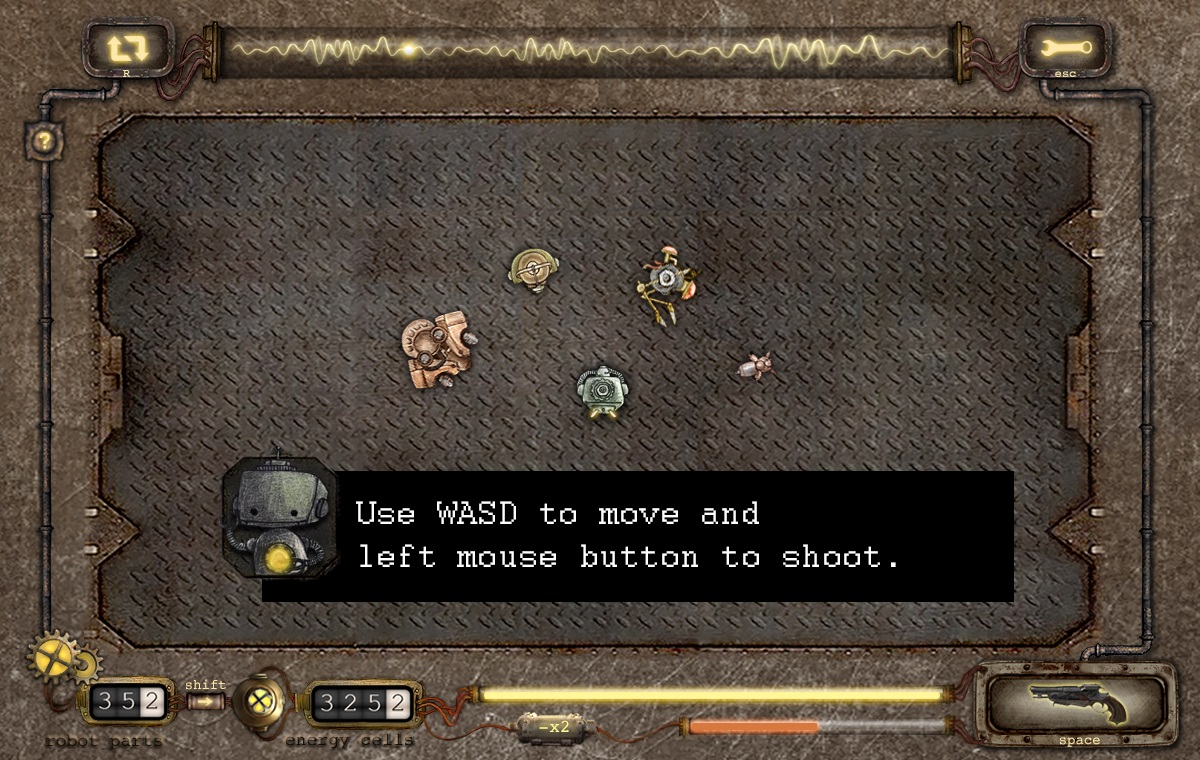 R
esc
?
Use WASD to move and
left mouse button to shoot.
shift
352
3252
-x2
robot parts
energy cells
space